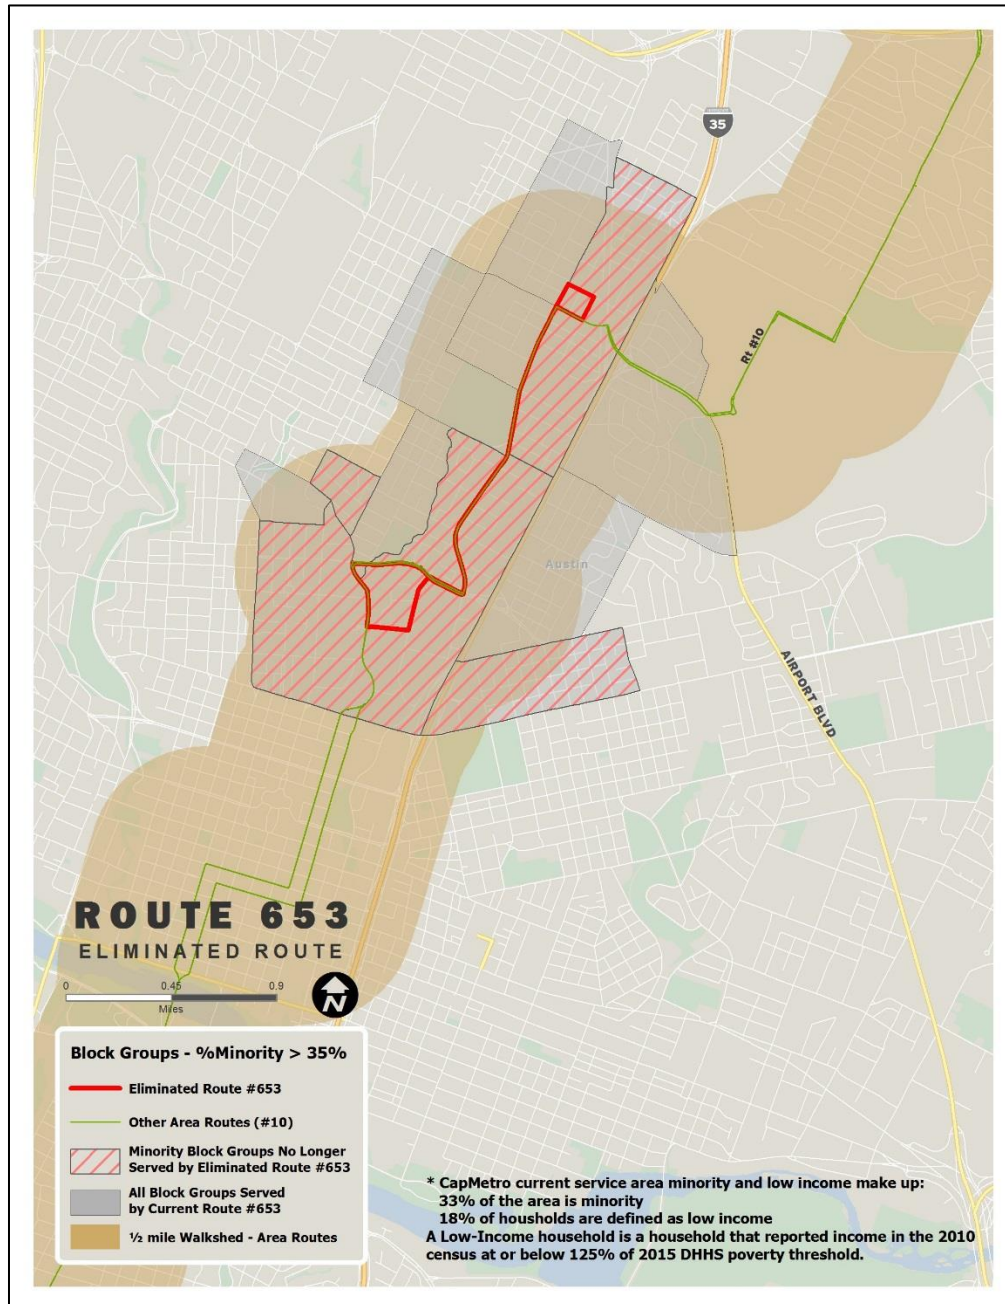 35
Rt #10
Austin
AIRPORT BLVD
ROUTE 653
ELIMINATED ROUTE
0 0.45 0.9
Miles
N
Block Groups - %Minority > 35%
Eliminated Route #653
Other Area Routes (#10)
Minority Block Groups No Longer
Served by Eliminated Route #653
All Block Groups Served
by Current Route #653
½ mile Walkshed - Area Routes
* CapMetro current service area minority and low income make up:
33% of the area is minority
18% of housholds are defined as low income
A Low-Income household is a household that reported income in the 2010
census at or below 125% of 2015 DHHS poverty threshold.